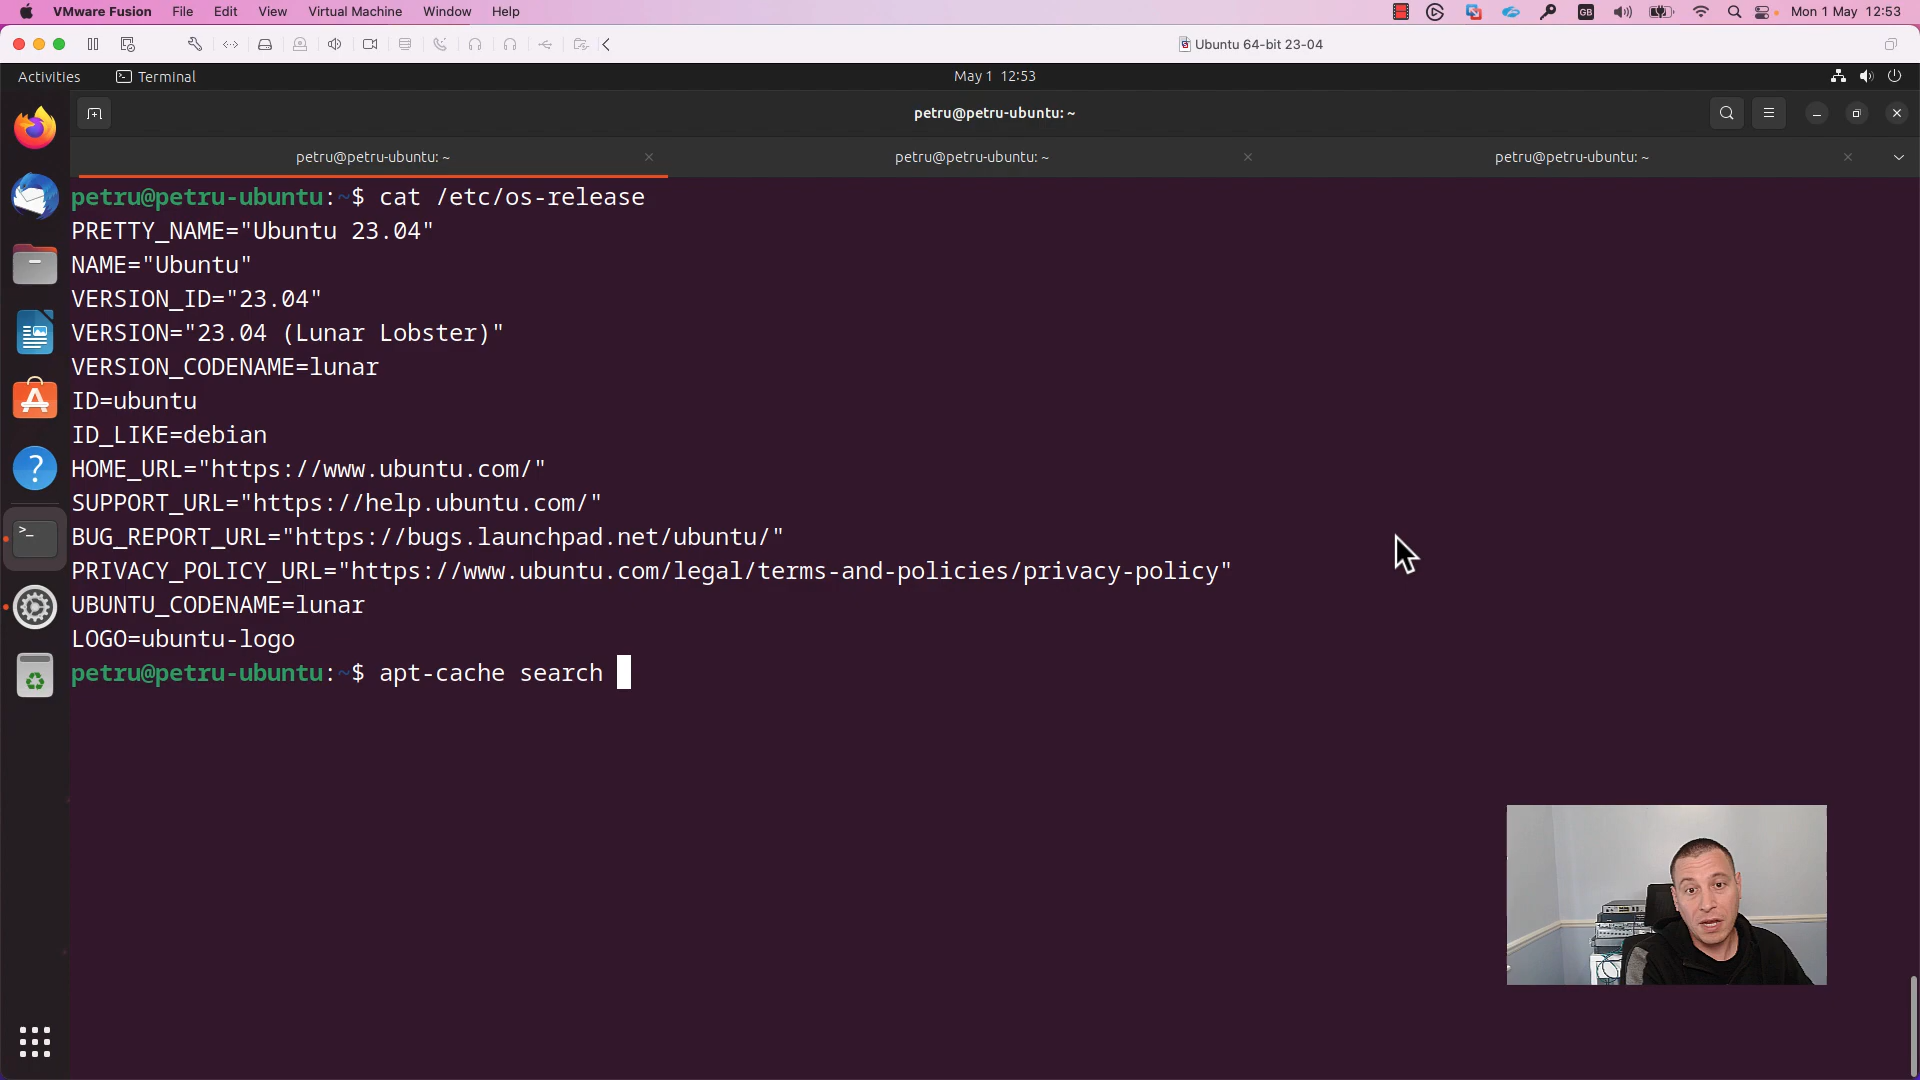 VMware Fusion File Edit View Virtual Machine Window Help GB Mon 1 May 12:53
Ubuntu 64-bit 23-04
Activities Terminal May 1 12:53
petru@petru-ubuntu: ~
petru@petru-ubuntu: ~ petru@petru-ubuntu: ~ petru@petru-ubuntu: ~
petru@petru-ubuntu:~$ cat /etc/os-release
PRETTY_NAME="Ubuntu 23.04"
NAME="Ubuntu"
VERSION_ID="23.04"
VERSION="23.04 (Lunar Lobster)"
VERSION_CODENAME=lunar
ID=ubuntu
ID_LIKE=debian
HOME_URL="https://www.ubuntu.com/"
SUPPORT_URL="https://help.ubuntu.com/"
BUG_REPORT_URL="https://bugs.launchpad.net/ubuntu/"
PRIVACY_POLICY_URL="https://www.ubuntu.com/legal/terms-and-policies/privacy-policy"
UBUNTU_CODENAME=lunar
LOGO=ubuntu-logo
petru@petru-ubuntu:~$ apt-cache search